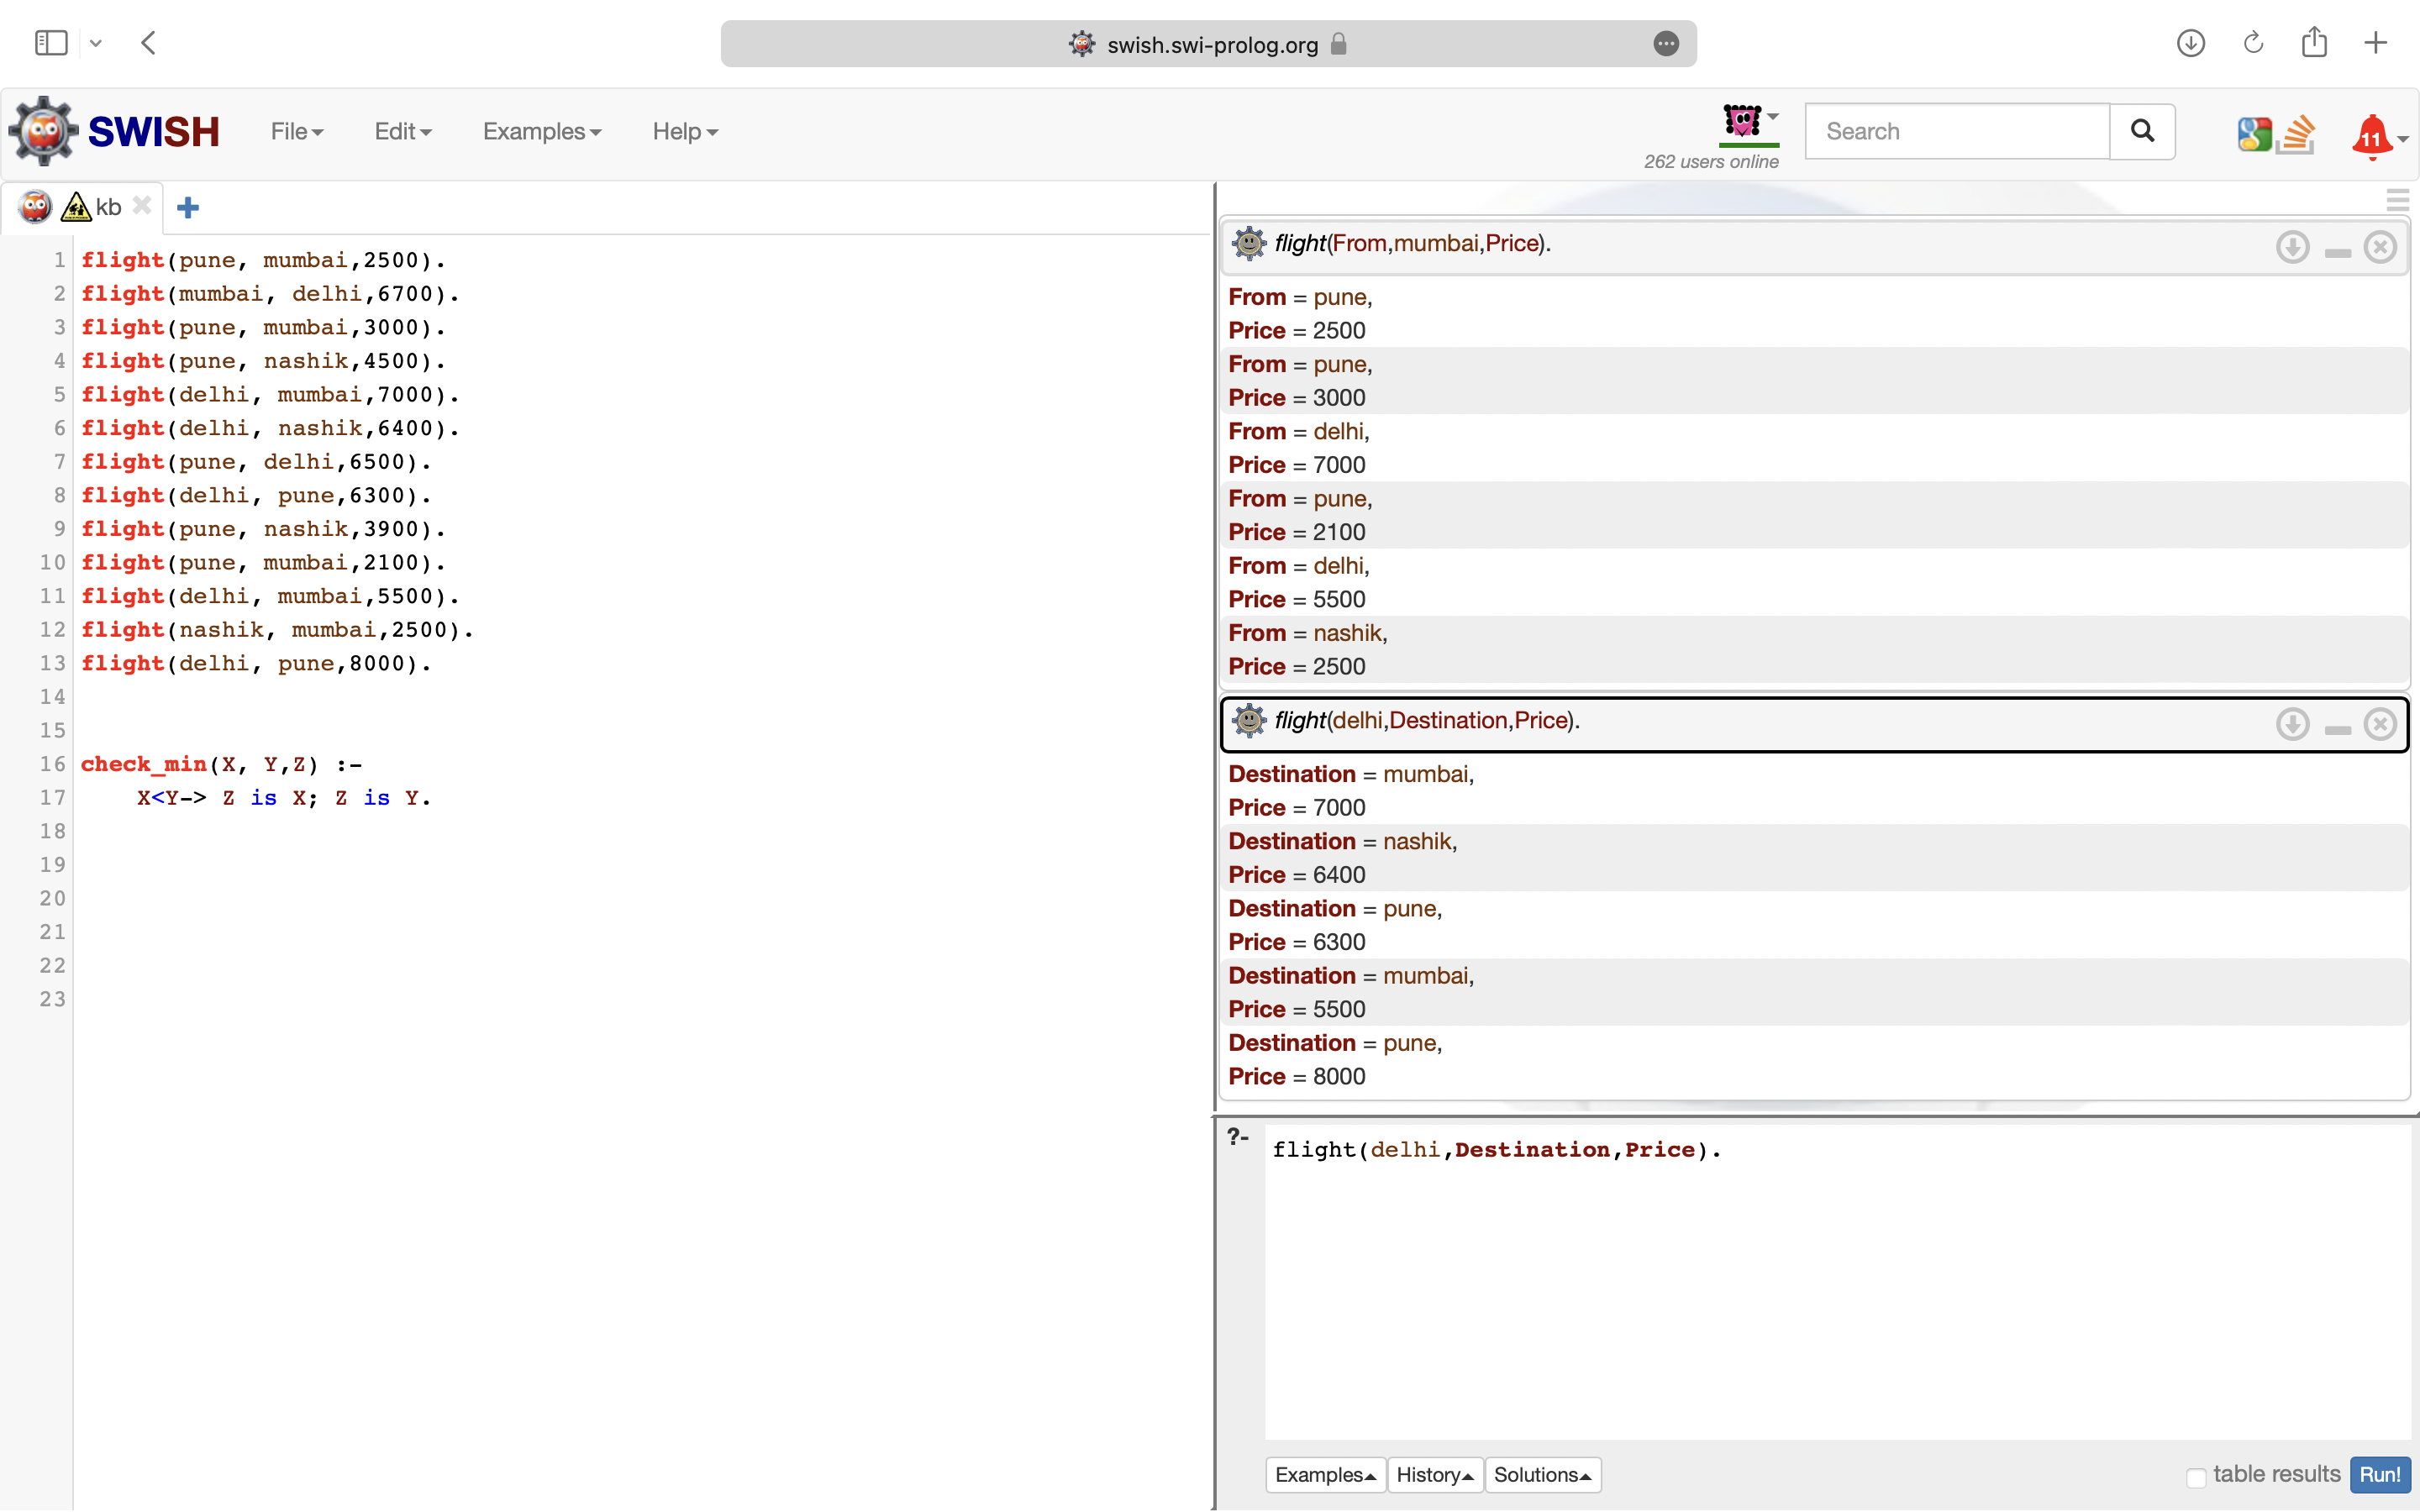 swish.swi-prolog.org
SWISH File Edit Examples Help 262 users online Search 11
kb
1 flight(pune, mumbai,2500).
2 flight(mumbai, delhi,6700).
3 flight(pune, mumbai,3000).
4 flight(pune, nashik,4500).
5 flight(delhi, mumbai,7000).
6 flight(delhi, nashik,6400).
7 flight(pune, delhi,6500).
8 flight(delhi, pune,6300).
9 flight(pune, nashik,3900).
10 flight(pune, mumbai,2100).
11 flight(delhi, mumbai,5500).
12 flight(nashik, mumbai,2500).
13 flight(delhi, pune,8000).
14
15
16 check_min(X, Y,Z) :-
17 X<Y-> Z is X; Z is Y.
18
19
20
21
22
23
flight(From,mumbai,Price).
From = pune,
Price = 2500
From = pune,
Price = 3000
From = delhi,
Price = 7000
From = pune,
Price = 2100
From = delhi,
Price = 5500
From = nashik,
Price = 2500
flight(delhi,Destination,Price).
Destination = mumbai,
Price = 7000
Destination = nashik,
Price = 6400
Destination = pune,
Price = 6300
Destination = mumbai,
Price = 5500
Destination = pune,
Price = 8000
?- flight(delhi,Destination,Price).
Examples History Solutions table results Run!